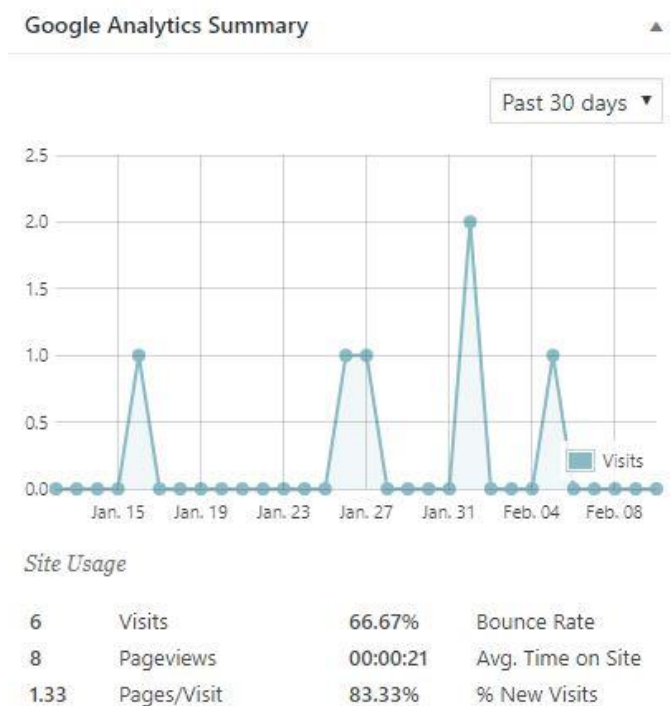 Google Analytics Summary
Past 30 days
2.5
2.0
1.5
1.0
0.5
Visits
0.0
Jan. 15 Jan. 19 Jan. 23 Jan. 27 Jan. 31 Feb. 04 Feb. 08
Site Usage
6 Visits 66.67% Bounce Rate
8 Pageviews 00:00:21 Avg. Time on Site
1.33 Pages/Visit 83.33% % New Visits